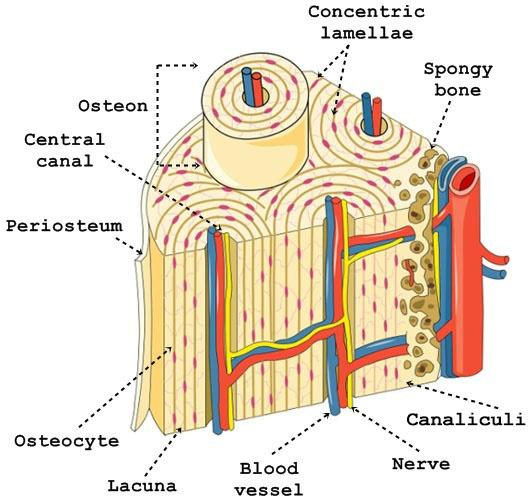 Concentric
lamellae
Spongy
bone
Osteon
Central
canal
Periosteum
Osteocyte
Lacuna
Blood
vessel
Nerve
Canaliculi